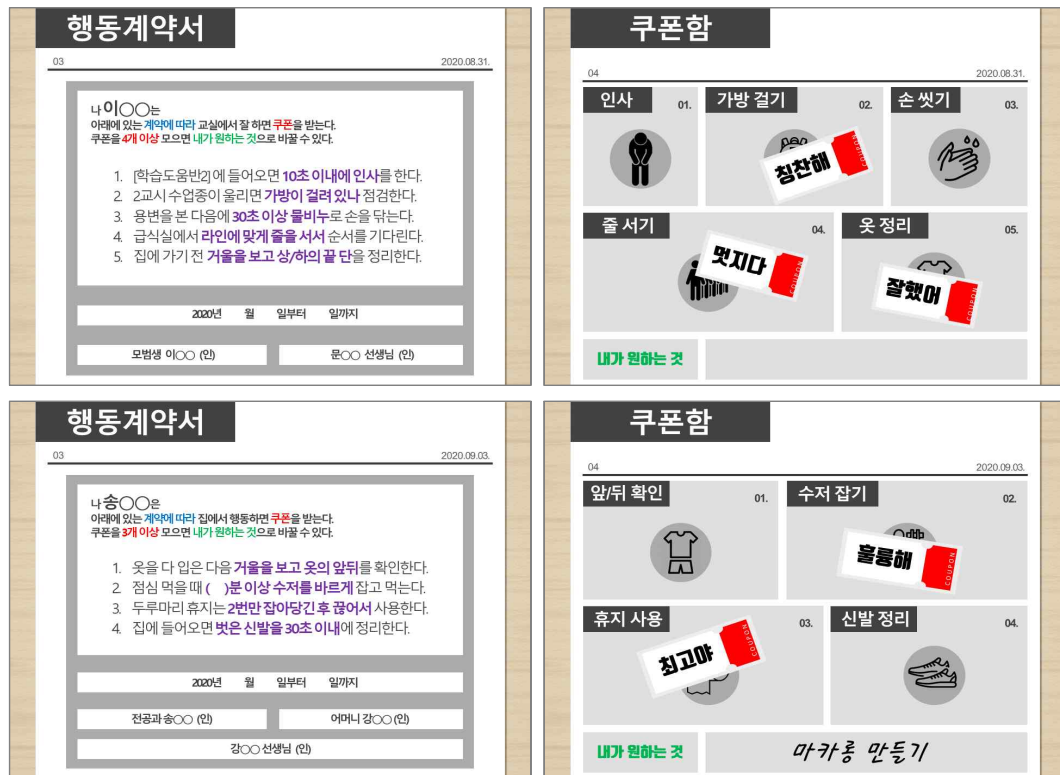 행동계약서
03 2020.08.31.
나 이○○는
아래에 있는 계약에 따라 교실에서 잘 하면 쿠폰을 받는다.
쿠폰을 4개 이상 모으면 내가 원하는 것으로 바꿀 수 있다.
1. [학습도움반2] 에 들어오면 10초 이내에 인사를 한다.
2. 2교시 수업종이 울리면 가방이 걸려 있나 점검한다.
3. 용변을 본 다음에 30초 이상 물비누로 손을 닦는다.
4. 급식실에서 라인에 맞게 줄을 서서 순서를 기다린다.
5. 집에 가기 전 거울을 보고 상/하의 끝 단을 정리한다.
2020년 월 일부터 일까지
모범생 이○○ (인) 문○○ 선생님 (인)
쿠폰함
04 2020.08.31.
인사 01. 가방 걸기 02. 손 씻기 03.
칭찬해 COUPON
줄 서기 04. 옷 정리 05.
멋지다 COUPON
잘했어 COUPON
내가 원하는 것
행동계약서
03 2020.09.03.
나 송○○은
아래에 있는 계약에 따라 집에서 행동하면 쿠폰을 받는다.
쿠폰을 3개 이상 모으면 내가 원하는 것으로 바꿀 수 있다.
1. 옷을 다 입은 다음 거울을 보고 옷의 앞뒤를 확인한다.
2. 점심 먹을 때 ( )분 이상 수저를 바르게 잡고 먹는다.
3. 두루마리 휴지는 2번만 잡아당긴 후 끊어서 사용한다.
4. 집에 들어오면 벗은 신발을 30초 이내에 정리한다.
2020년 월 일부터 일까지
전공과 송○○ (인) 어머니 강○○ (인)
강○○ 선생님 (인)
쿠폰함
04 2020.09.03.
앞/뒤 확인 01. 수저 잡기 02.
훌륭해 COUPON
휴지 사용 03. 신발 정리 04.
최고야 COUPON
내가 원하는 것 마카롱 만들기